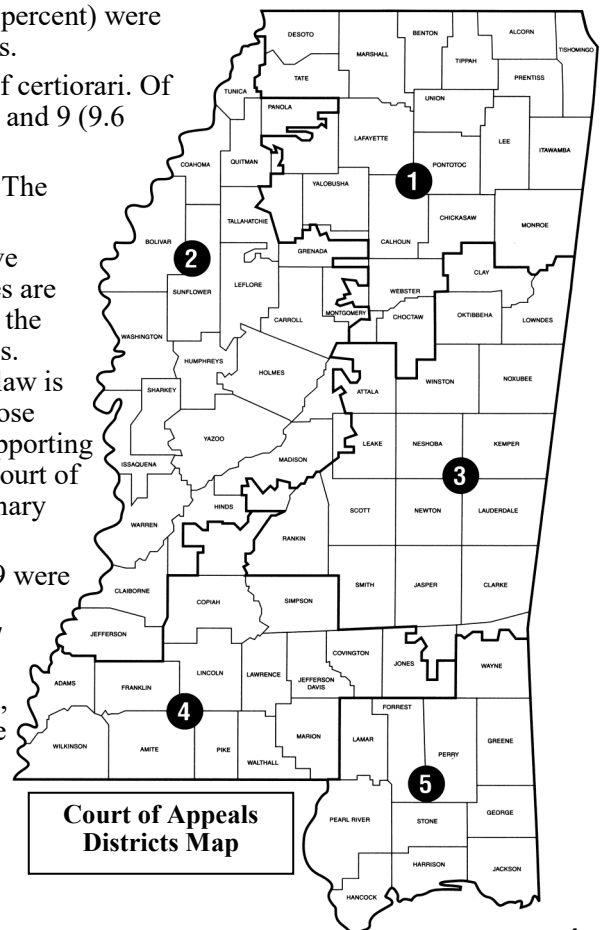 percent) were
s.
f certiorari. Of
and 9 (9.6
The
ve
es are
the
s.
law is
ose
pporting
ourt of
nary
9 were
,
e
DESOTO
MARSHALL
BENTON
TIPPAH
ALCORN
TISHOMINGO
TATE
PRENTISS
TUNICA
PANOLA
UNION
LAFAYETTE
LEE
ITAWAMBA
COAHOMA
QUITMAN
PONTOTOC
1
YALOBUSHA
TALLAHATCHIE
CHICKASAW
MONROE
BOLIVAR
2
GRENADA
CALHOUN
CLAY
SUNFLOWER
LEFLORE
WEBSTER
MONTGOMERY
CHOCTAW
OKTIBBEHA
LOWNDES
CARROLL
WASHINGTON
HUMPHREYS
HOLMES
WINSTON
NOXUBEE
SHARKEY
ATTALA
YAZOO
LEAKE
NESHOBA
KEMPER
ISSAQUENA
MADISON
3
HINDS
SCOTT
NEWTON
LAUDERDALE
WARREN
RANKIN
CLAIBORNE
SMITH
JASPER
CLARKE
COPIAH
SIMPSON
JEFFERSON
COVINGTON
JONES
WAYNE
LINCOLN
LAWRENCE
JEFFERSON
DAVIS
ADAMS
FRANKLIN
4
FORREST
MARION
LAMAR
GREENE
WILKINSON
AMITE
PIKE
WALTHALL
PERRY
5
Court of Appeals
Districts Map
PEARL RIVER
STONE
GEORGE
HARRISON
JACKSON
HANCOCK